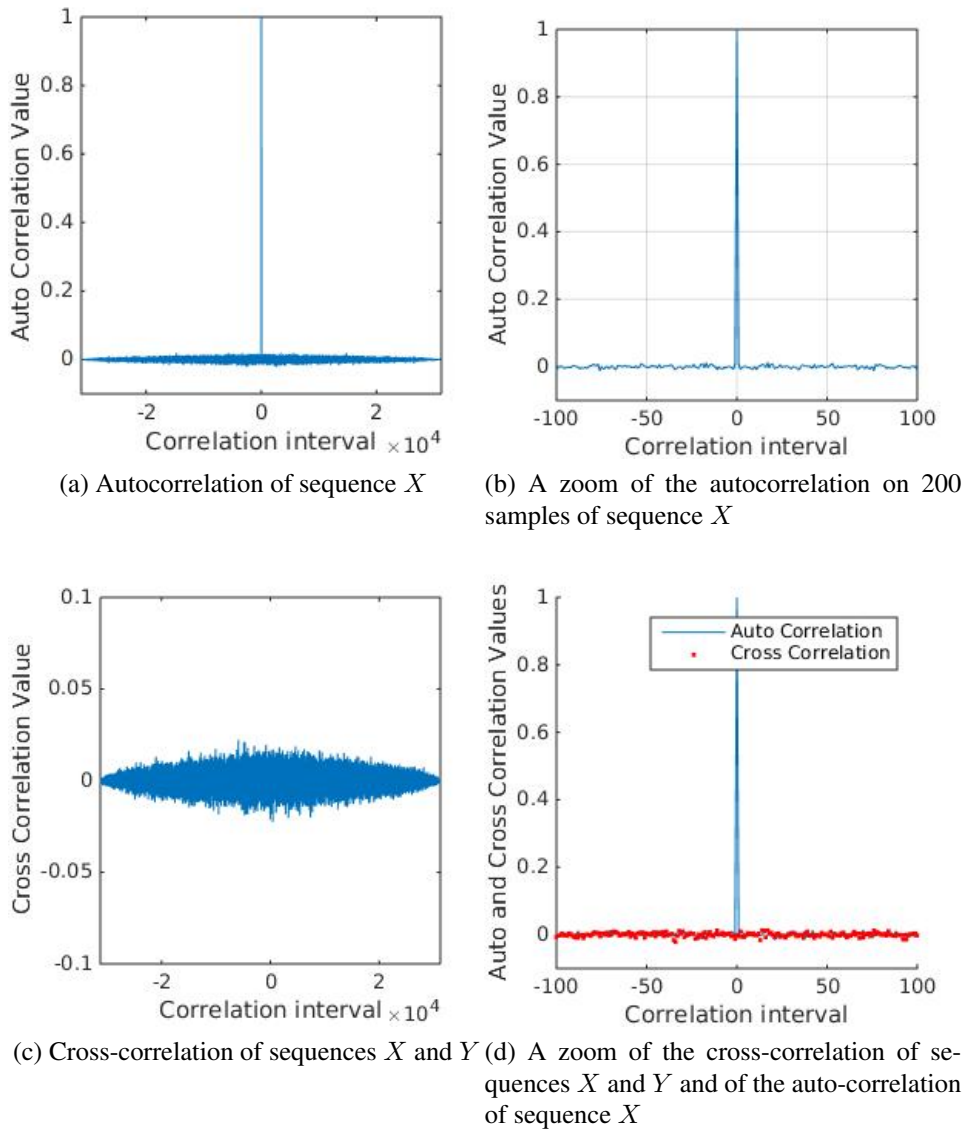 1
0.8
0.6
0.4
0.2
0
-2
0
2
×10⁴
Auto Correlation Value
Correlation interval
(a) Autocorrelation of sequence X
1
0.8
0.6
0.4
0.2
0
-100
-50
0
50
100
Auto Correlation Value
Correlation interval
(b) A zoom of the autocorrelation on 200
samples of sequence X
0.1
0.05
0
-0.05
-0.1
-2
0
2
×10⁴
Cross Correlation Value
Correlation interval
(c) Cross-correlation of sequences X and Y
1
0.8
0.6
0.4
0.2
0
-100
-50
0
50
100
Auto and Cross Correlation Values
Auto Correlation
Cross Correlation
Correlation interval
(d) A zoom of the cross-correlation of se-
quences X and Y and of the auto-correlation
of sequence X